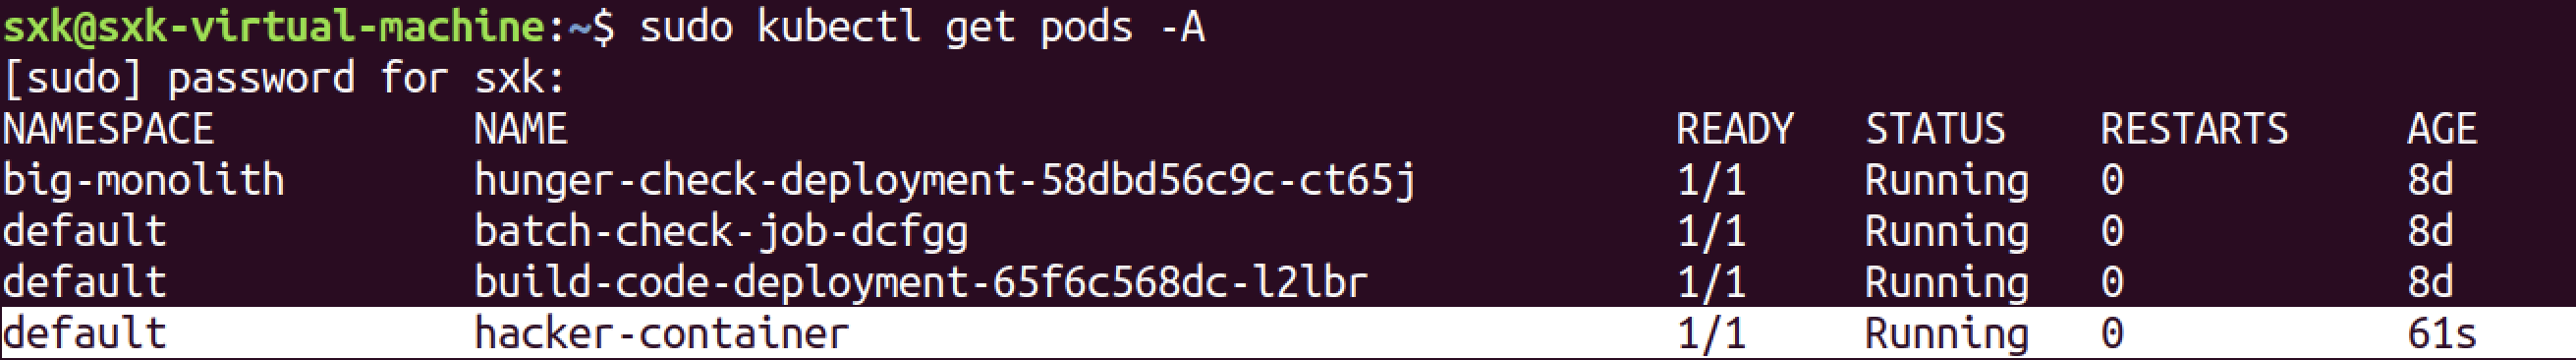 sxk@sxk-virtual-machine:~$ sudo kubectl get pods -A
[sudo] password for sxk:
NAMESPACE NAME READY STATUS RESTARTS AGE
big-monolith hunger-check-deployment-58dbd56c9c-ct65j 1/1 Running 0 8d
default batch-check-job-dcfgg 1/1 Running 0 8d
default build-code-deployment-65f6c568dc-l2lbr 1/1 Running 0 8d
default hacker-container 1/1 Running 0 61s